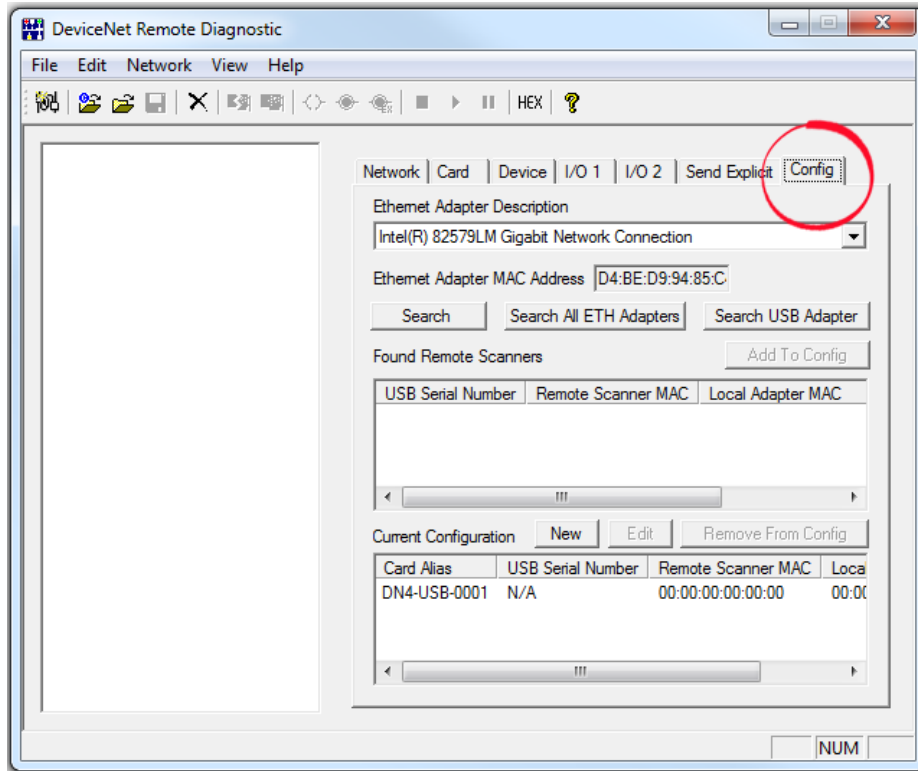 DeviceNet Remote Diagnostic
File Edit Network View Help
HEX
Network Card Device I/O 1 I/O 2 Send Explicit Config
Ethernet Adapter Description
Intel(R) 82579LM Gigabit Network Connection
Ethernet Adapter MAC Address D4:BE:D9:94:85:C
Search Search All ETH Adapters Search USB Adapter
Found Remote Scanners Add To Config
USB Serial Number Remote Scanner MAC Local Adapter MAC
Current Configuration New Edit Remove From Config
Card Alias USB Serial Number Remote Scanner MAC Local
DN4-USB-0001 N/A 00:00:00:00:00:00 00:00
NUM